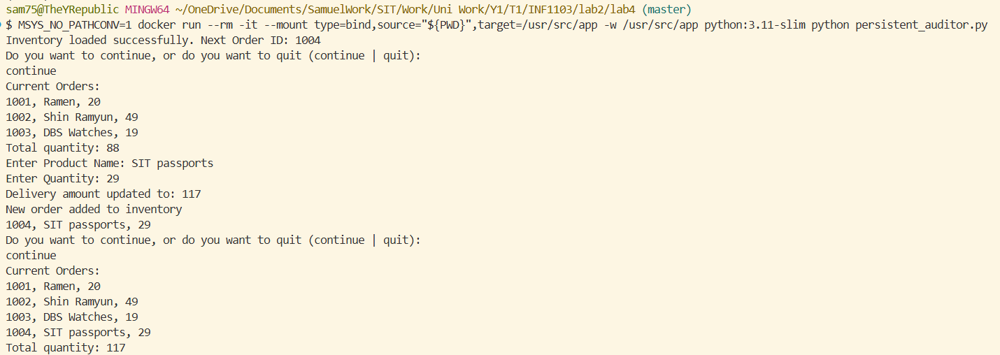 sam75@TheYRepublic MINGW64 ~/OneDrive/Documents/SamuelWork/SIT/Work/Uni Work/Y1/T1/INF1103/lab2/lab4 (master)
$ MSYS_NO_PATHCONV=1 docker run --rm -it --mount type=bind,source="${PWD}",target=/usr/src/app -w /usr/src/app python:3.11-slim python persistent_auditor.py
Inventory loaded successfully. Next Order ID: 1004
Do you want to continue, or do you want to quit (continue | quit):
continue
Current Orders:
1001, Ramen, 20
1002, Shin Ramyun, 49
1003, DBS Watches, 19
Total quantity: 88
Enter Product Name: SIT passports
Enter Quantity: 29
Delivery amount updated to: 117
New order added to inventory
1004, SIT passports, 29
Do you want to continue, or do you want to quit (continue | quit):
continue
Current Orders:
1001, Ramen, 20
1002, Shin Ramyun, 49
1003, DBS Watches, 19
1004, SIT passports, 29
Total quantity: 117